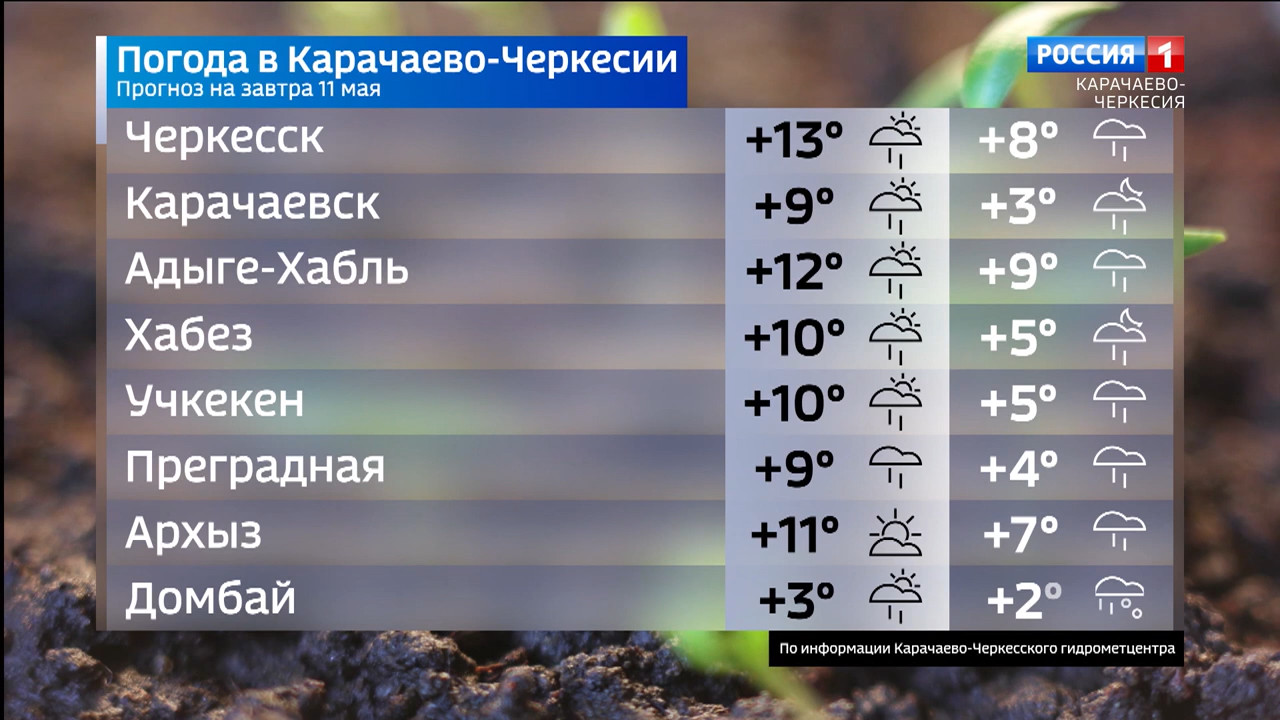 Погода в Карачаево-Черкесии
Прогноз на завтра 11 мая
РОССИЯ 1
КАРАЧАЕВО-
ЧЕРКЕСИЯ
Черкесск +13° +8°
Карачаевск +9° +3°
Адыге-Хабль +12° +9°
Хабез +10° +5°
Учкекен +10° +5°
Преградная +9° +4°
Архыз +11° +7°
Домбай +3° +2°
По информации Карачаево-Черкесского гидрометцентра